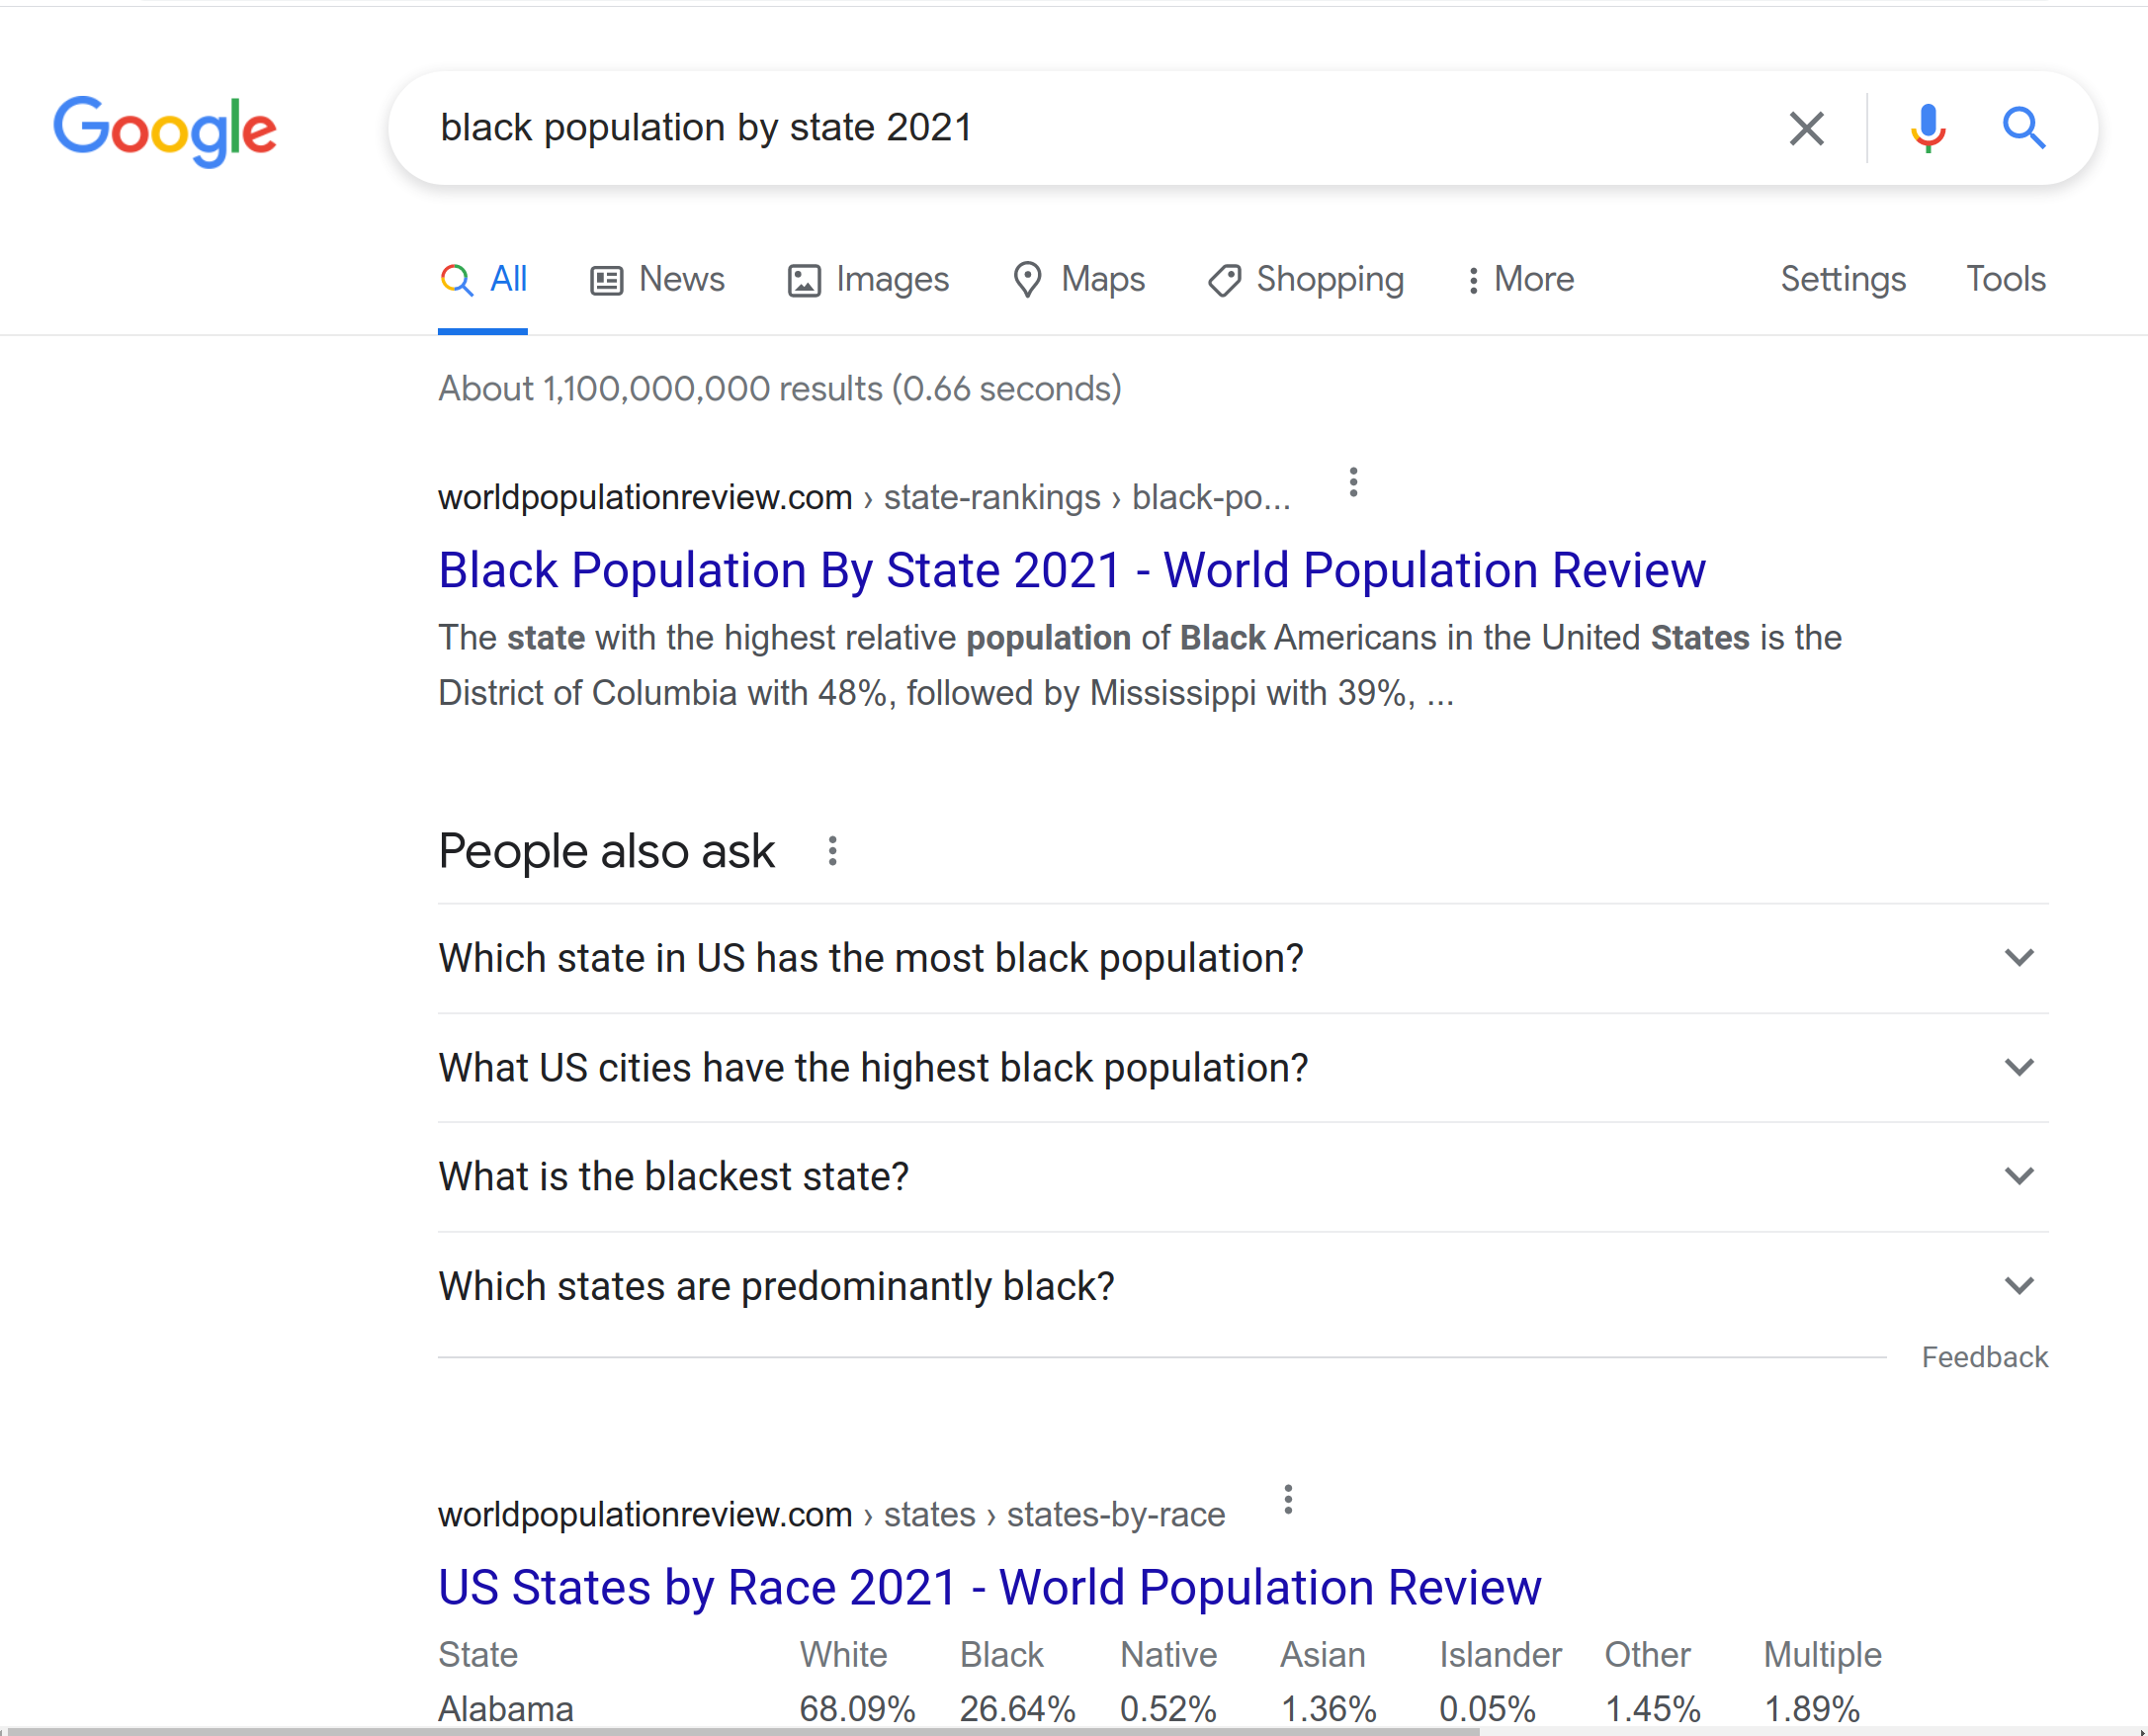 Google
black population by state 2021
All News Images Maps Shopping More Settings Tools
About 1,100,000,000 results (0.66 seconds)
worldpopulationreview.com › state-rankings › black-po...
Black Population By State 2021 - World Population Review
The state with the highest relative population of Black Americans in the United States is the
District of Columbia with 48%, followed by Mississippi with 39%, ...
People also ask
Which state in US has the most black population?
What US cities have the highest black population?
What is the blackest state?
Which states are predominantly black?
Feedback
worldpopulationreview.com › states › states-by-race
US States by Race 2021 - World Population Review
State White Black Native Asian Islander Other Multiple
Alabama 68.09% 26.64% 0.52% 1.36% 0.05% 1.45% 1.89%